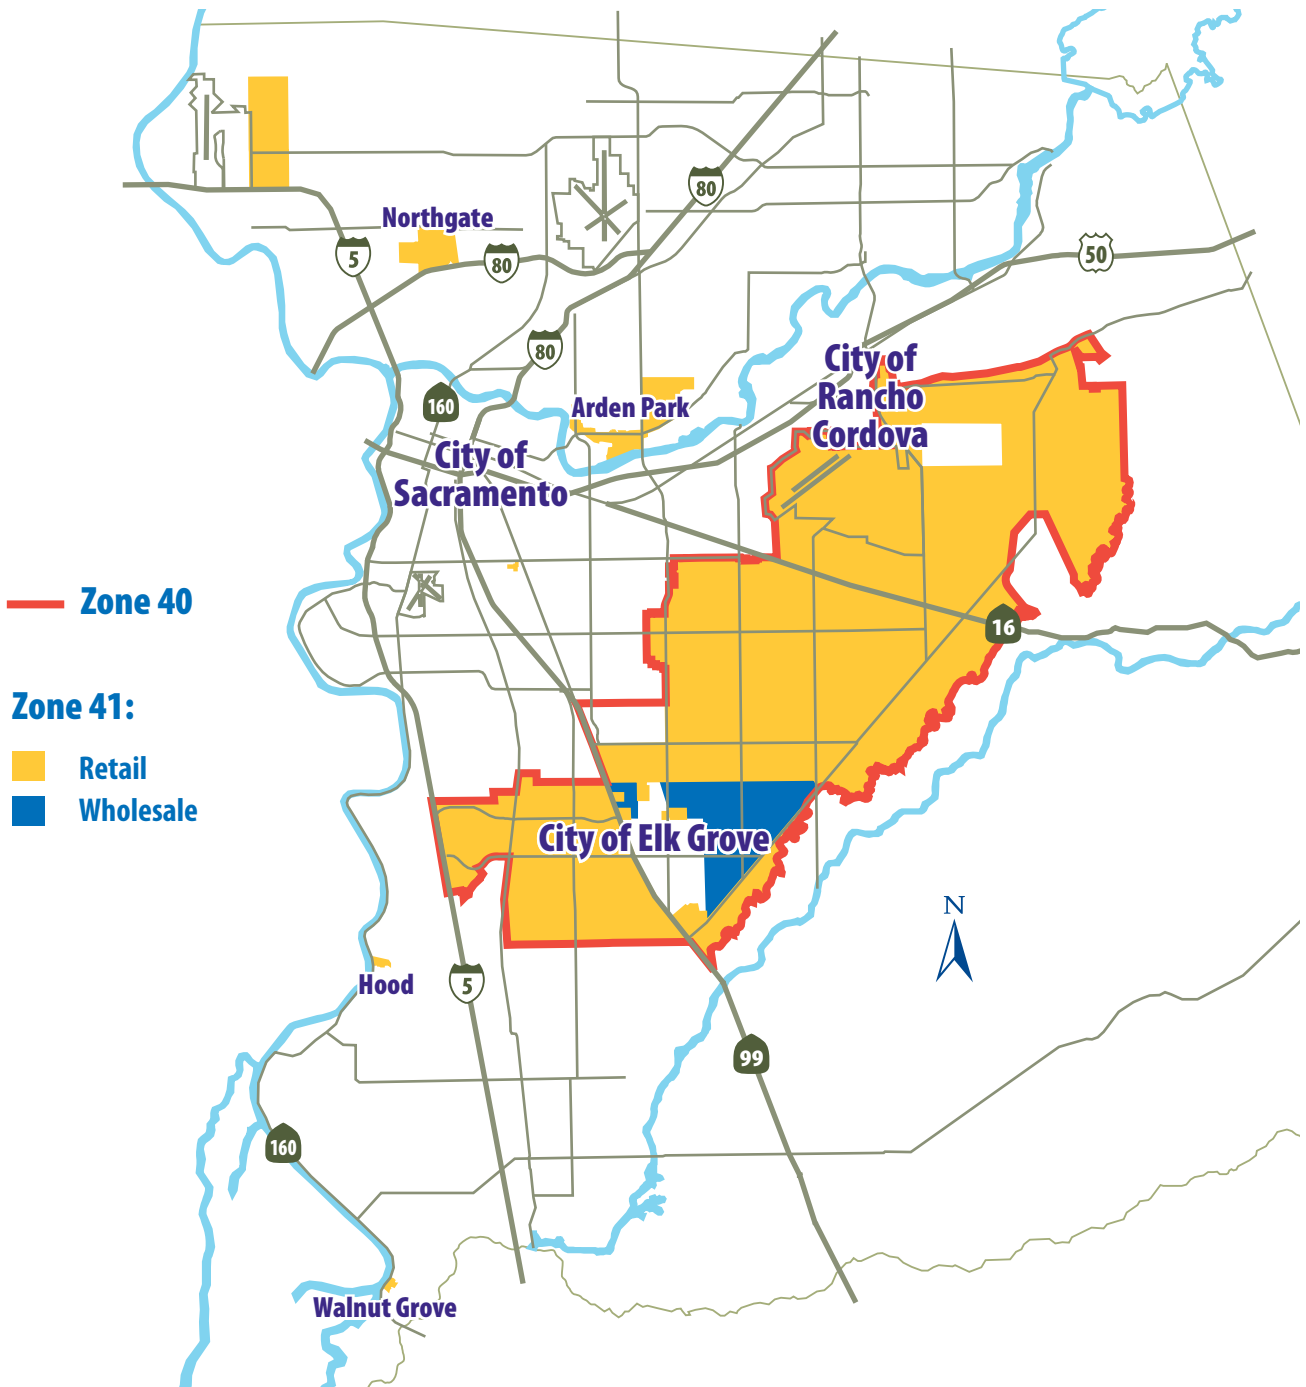 80
Northgate
5
80
50
80
City of
Rancho
Cordova
160
Arden Park
City of
Sacramento
Zone 40
16
Zone 41:
Retail
Wholesale
City of Elk Grove
N
Hood
5
99
160
Walnut Grove